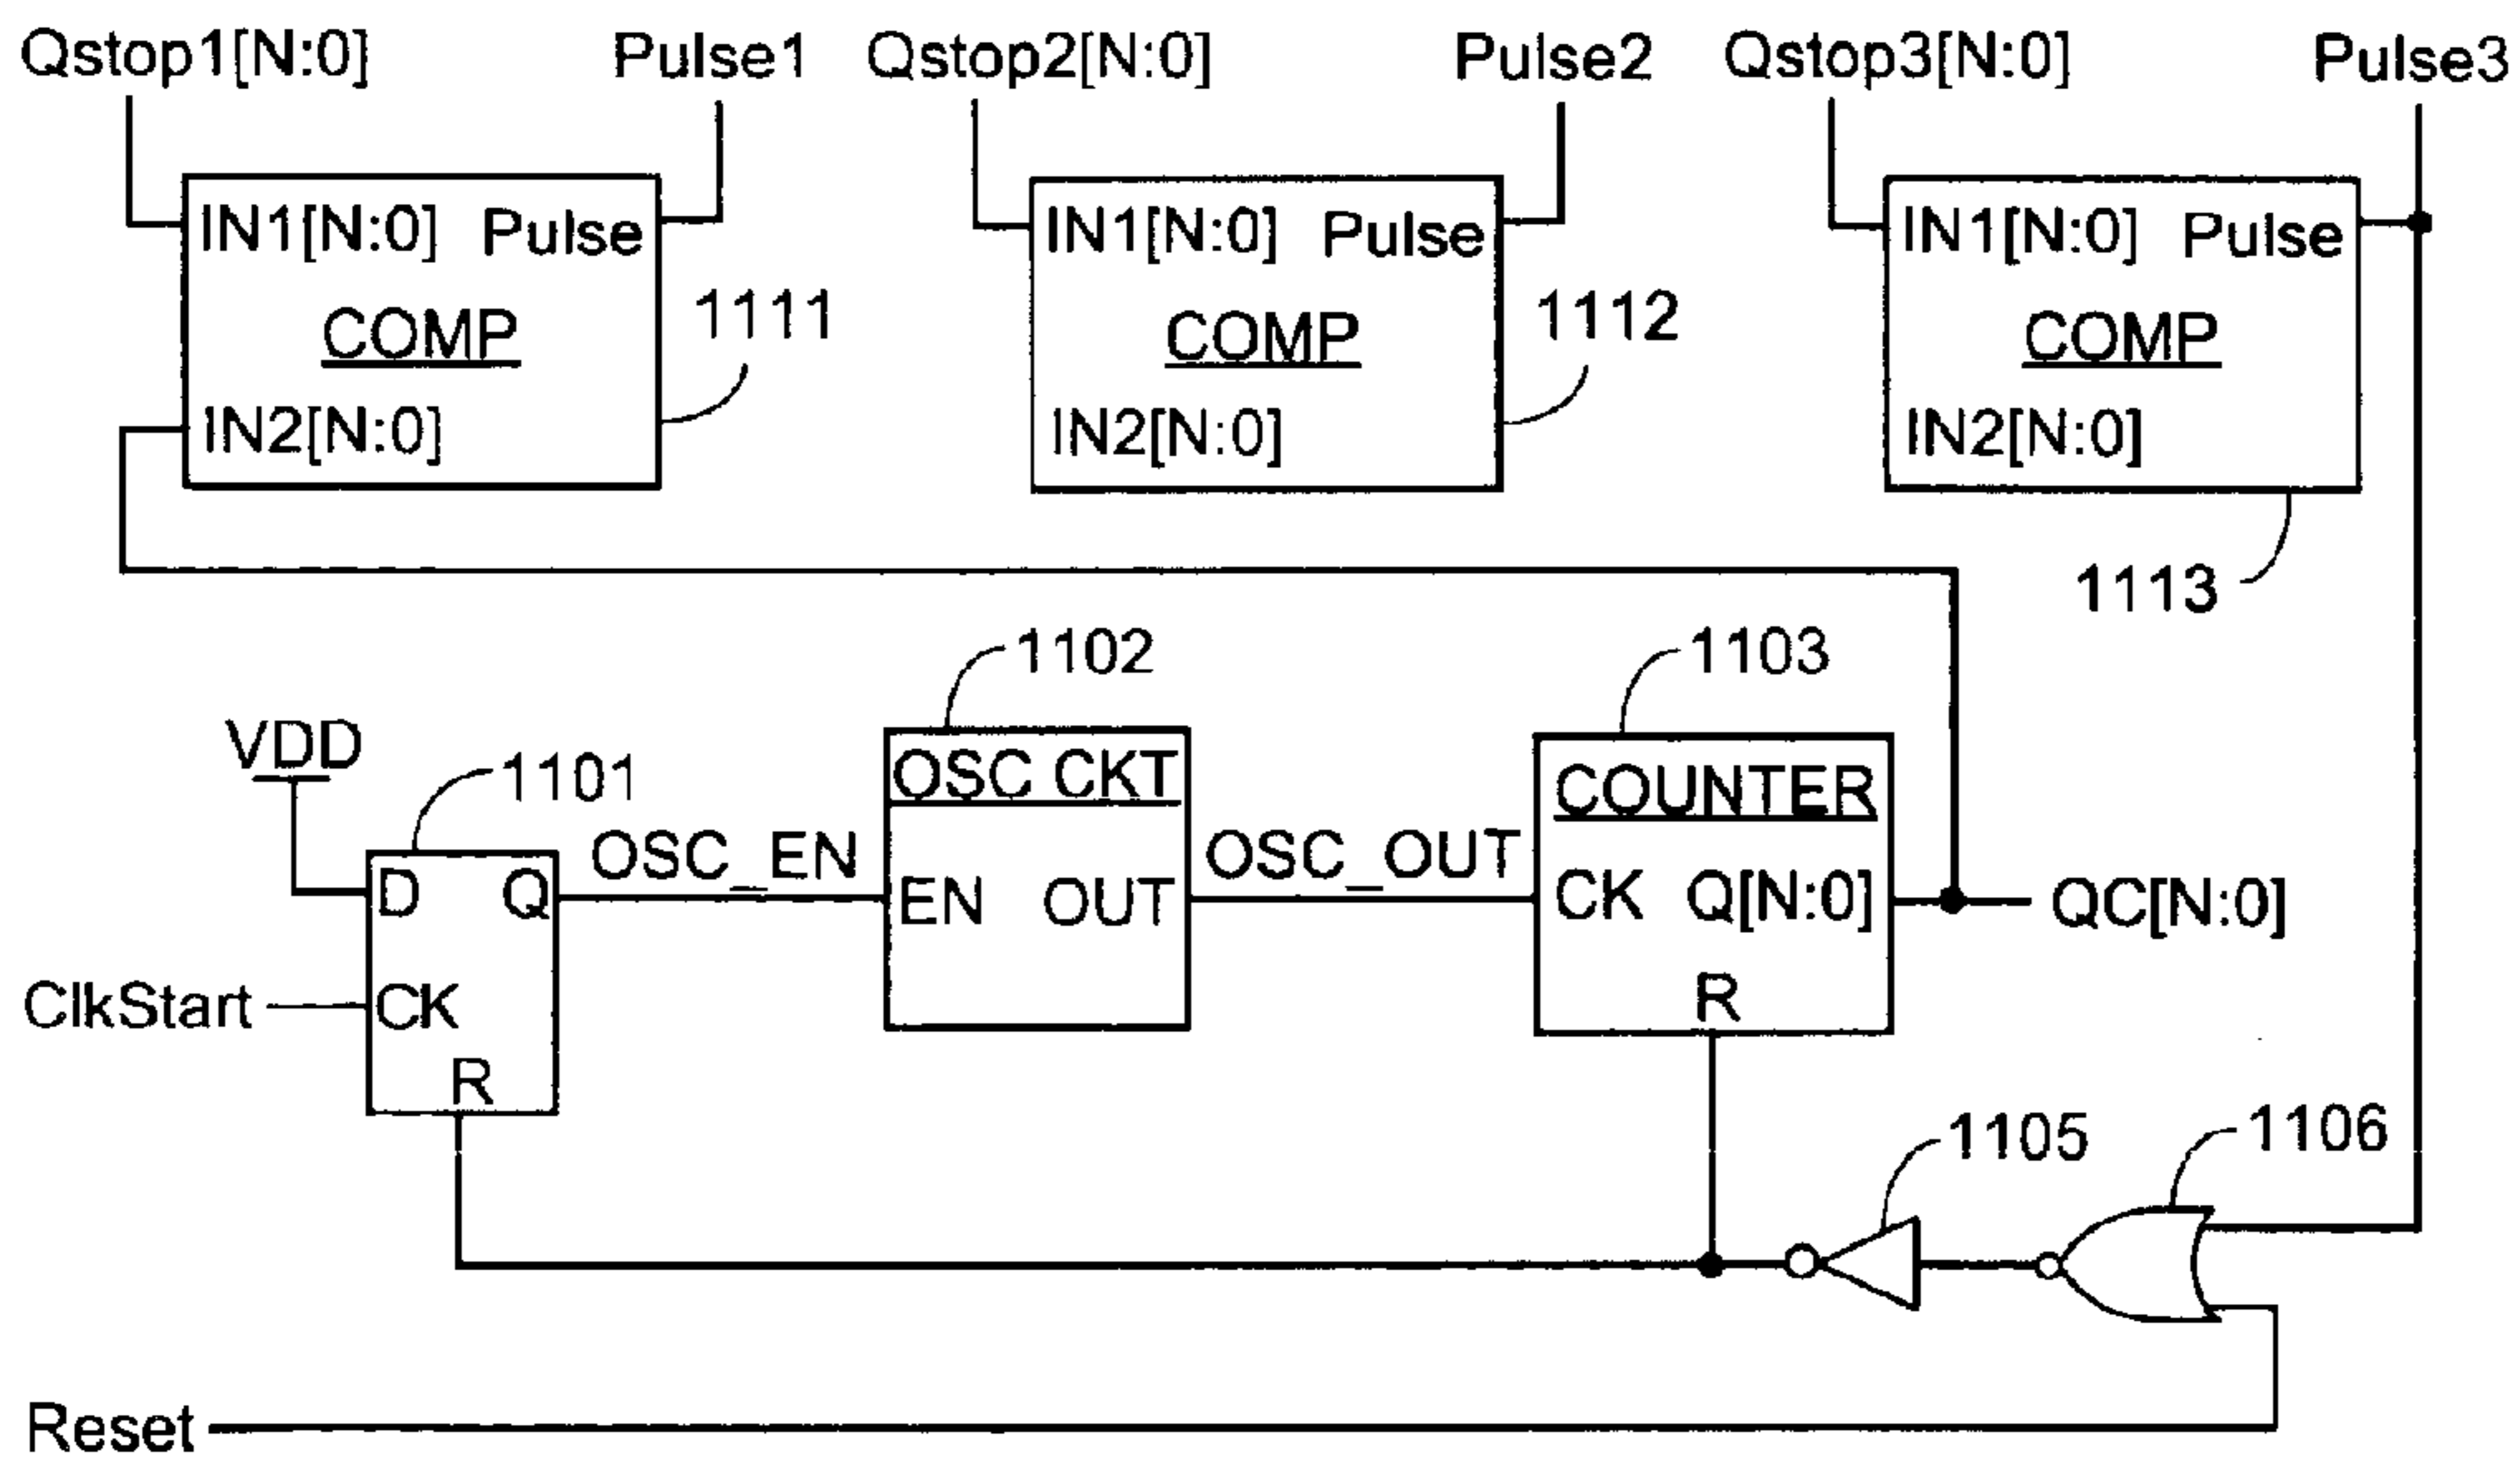 Qstop1[N:0] Pulse1 Qstop2[N:0] Pulse2 Qstop3[N:0] Pulse3
IN1[N:0] Pulse IN1[N:0] Pulse IN1[N:0] Pulse
COMP 1111 COMP 1112 COMP
IN2[N:0] IN2[N:0] IN2[N:0]
1113
1102 1103
VDD 1101 OSC CKT COUNTER
OSC_EN OSC_OUT
D Q EN OUT CK Q[N:0] QC[N:0]
ClkStart CK R
R
1105 1106
Reset